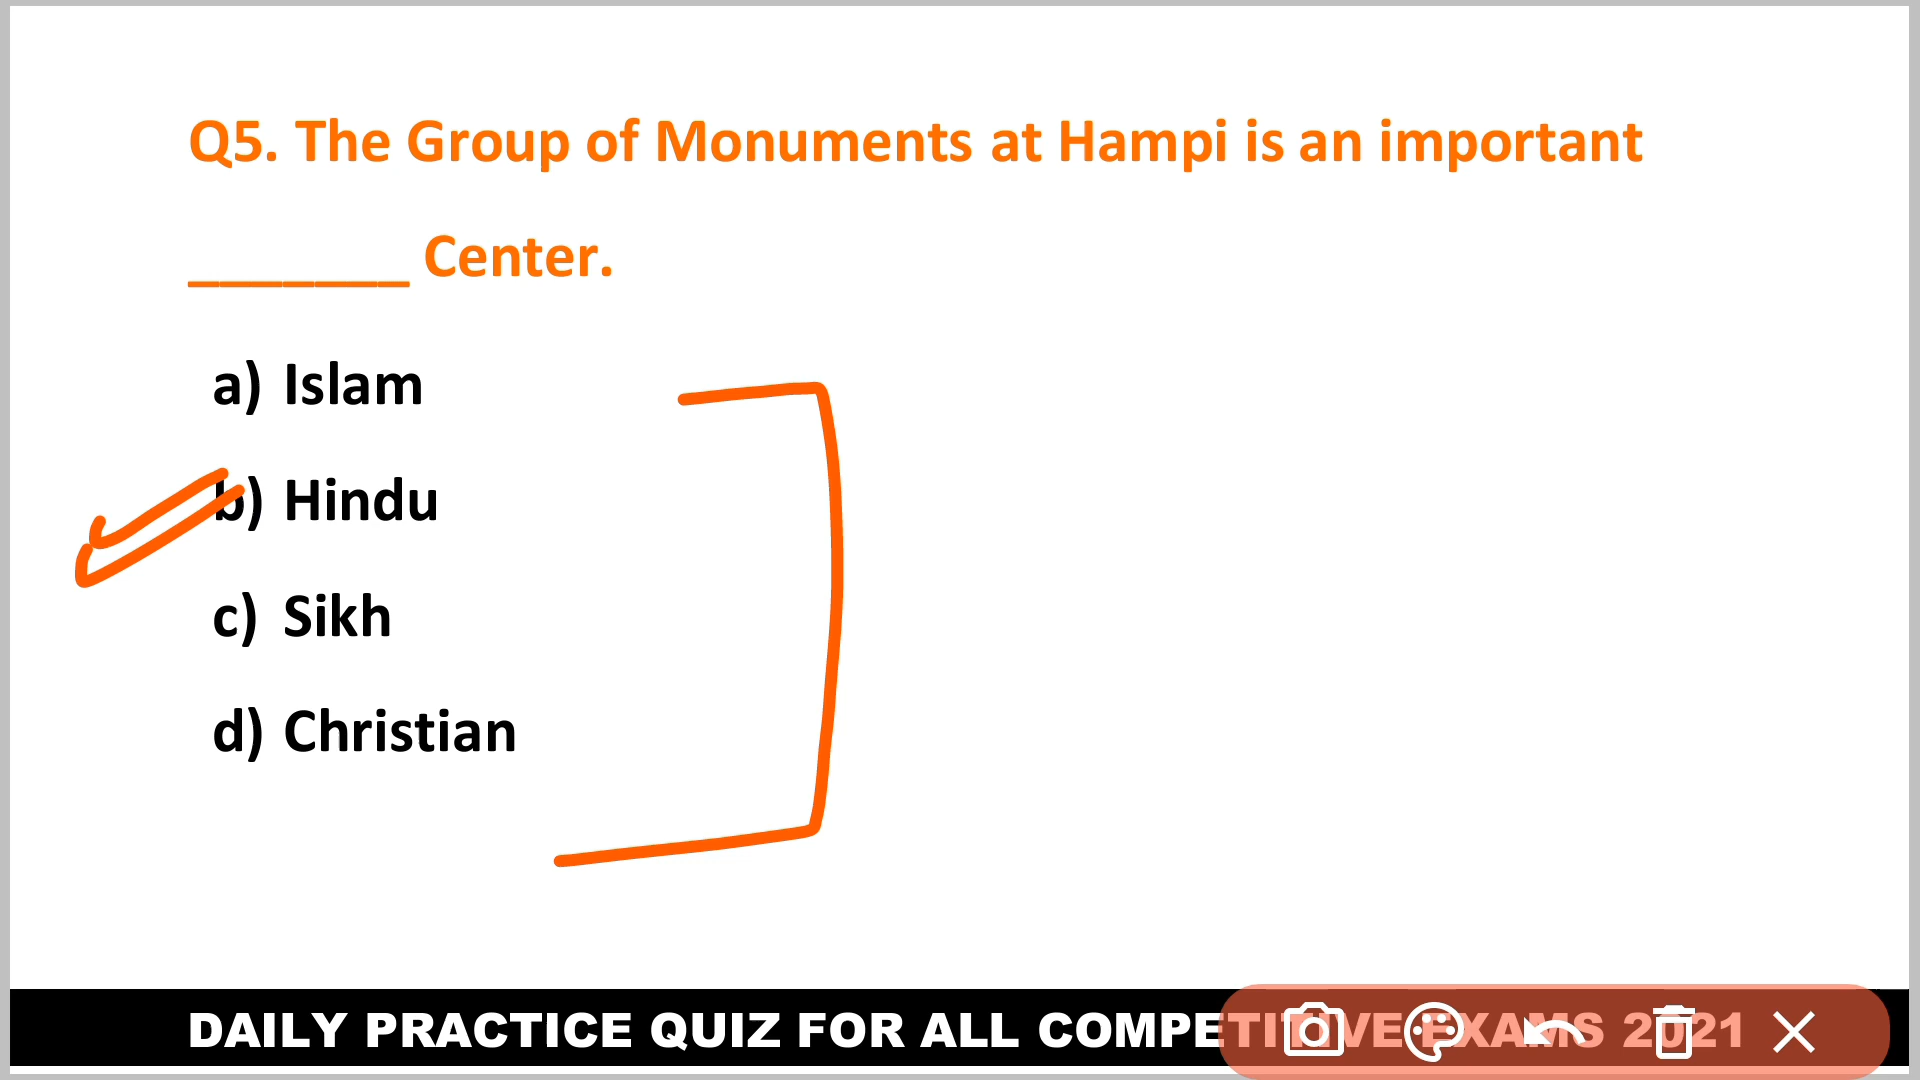 Q5. The Group of Monuments at Hampi is an important
_______ Center.
a) Islam
b) Hindu
c) Sikh
d) Christian
DAILY PRACTICE QUIZ FOR ALL COMPETITIVE EXAMS 2021